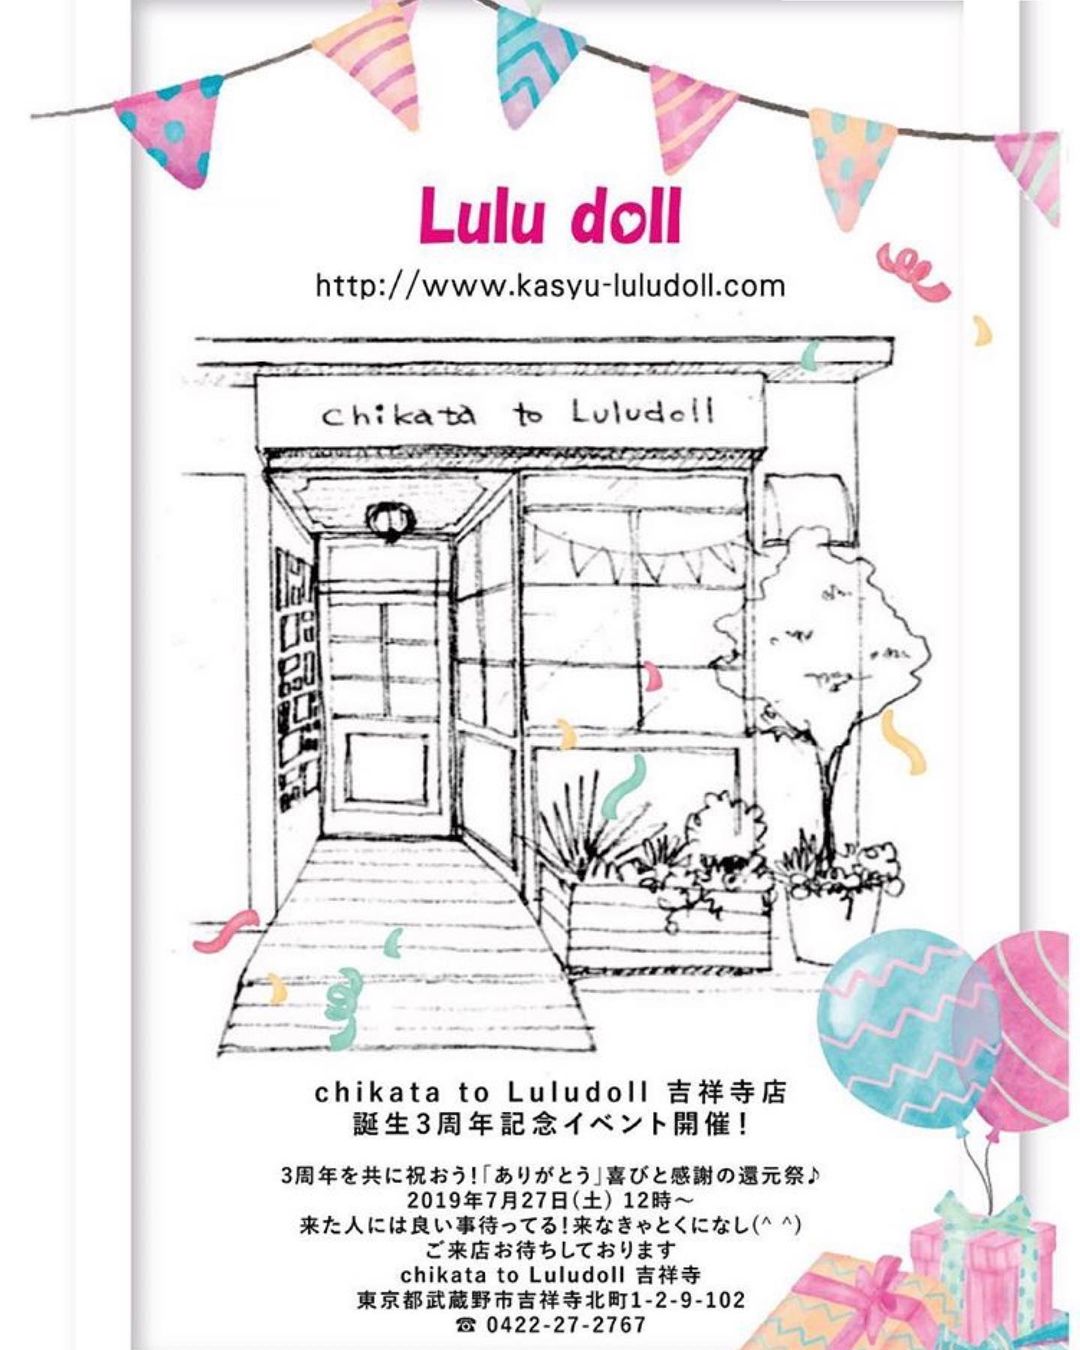 Lulu doll
http://www.kasyu-luludoll.com
chikata to Luludoll
chikata to Luludoll 吉祥寺店
誕生3周年記念イベント開催！
3周年を共に祝おう！「ありがとう」喜びと感謝の還元祭♪
2019年7月27日(土) 12時〜
来た人には良い事待ってる！来なきゃとくになし(^ ^)
ご来店お待ちしております
chikata to Luludoll 吉祥寺
東京都武蔵野市吉祥寺北町1-2-9-102
☎ 0422-27-2767